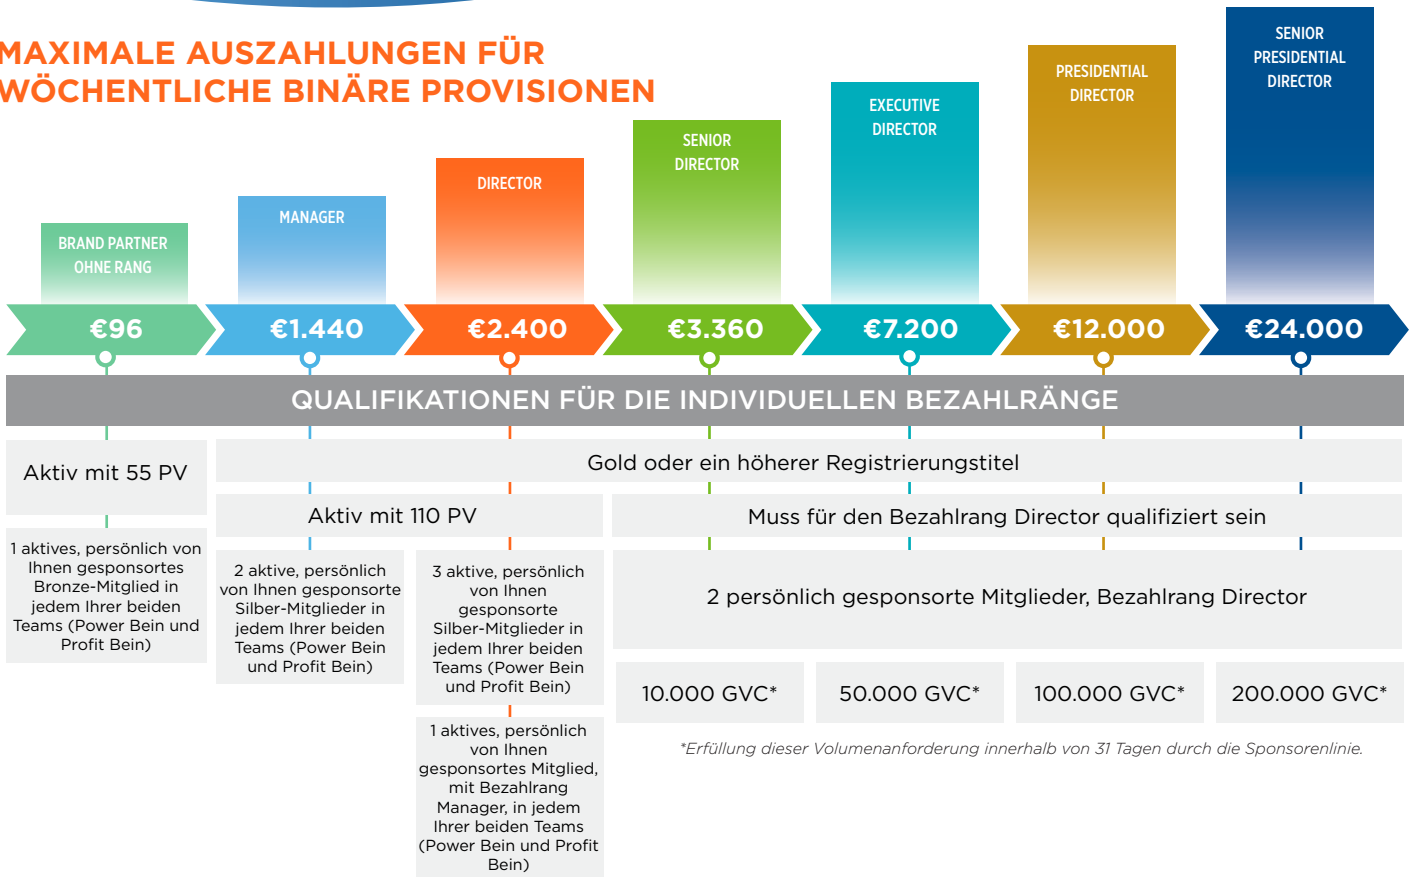 MAXIMALE AUSZAHLUNGEN FÜR
WÖCHENTLICHE BINÄRE PROVISIONEN
BRAND PARTNER
OHNE RANG
MANAGER
DIRECTOR
SENIOR
DIRECTOR
EXECUTIVE
DIRECTOR
PRESIDENTIAL
DIRECTOR
SENIOR
PRESIDENTIAL
DIRECTOR
€96
€1.440
€2.400
€3.360
€7.200
€12.000
€24.000
QUALIFIKATIONEN FÜR DIE INDIVIDUELLEN BEZAHLRÄNGE
Aktiv mit 55 PV
Gold oder ein höherer Registrierungstitel
Aktiv mit 110 PV
Muss für den Bezahlrang Director qualifiziert sein
1 aktives, persönlich von
Ihnen gesponsortes
Bronze-Mitglied in
jedem Ihrer beiden
Teams (Power Bein und
Profit Bein)
2 aktive, persönlich
von Ihnen gesponsorte
Silber-Mitglieder in
jedem Ihrer beiden
Teams (Power Bein
und Profit Bein)
3 aktive, persönlich
von Ihnen
gesponsorte
Silber-Mitglieder in
jedem Ihrer beiden
Teams (Power Bein
und Profit Bein)
2 persönlich gesponsorte Mitglieder, Bezahlrang Director
10.000 GVC*
50.000 GVC*
100.000 GVC*
200.000 GVC*
1 aktives, persönlich
von Ihnen
gesponsortes Mitglied,
mit Bezahlrang
Manager, in jedem
Ihrer beiden Teams
(Power Bein und Profit
Bein)
*Erfüllung dieser Volumenanforderung innerhalb von 31 Tagen durch die Sponsorenlinie.